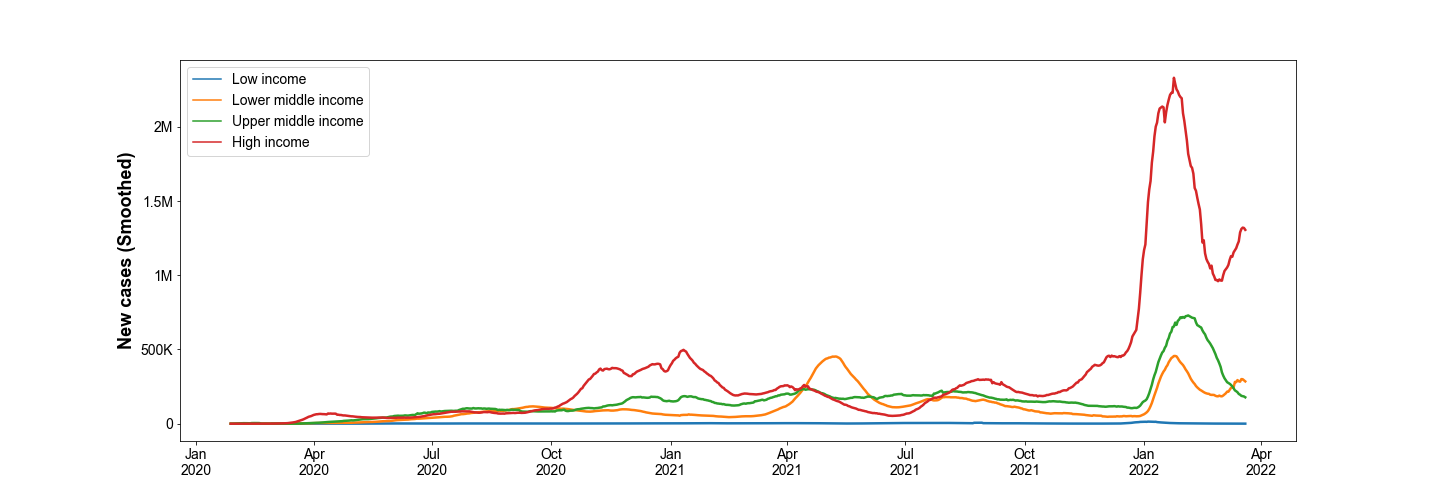 Low income
Lower middle income
Upper middle income
High income
New cases (Smoothed)
2M
1.5M
1M
500K
0
Jan Apr Jul Oct Jan Apr Jul Oct Jan Apr
2020 2020 2020 2020 2021 2021 2021 2021 2022 2022